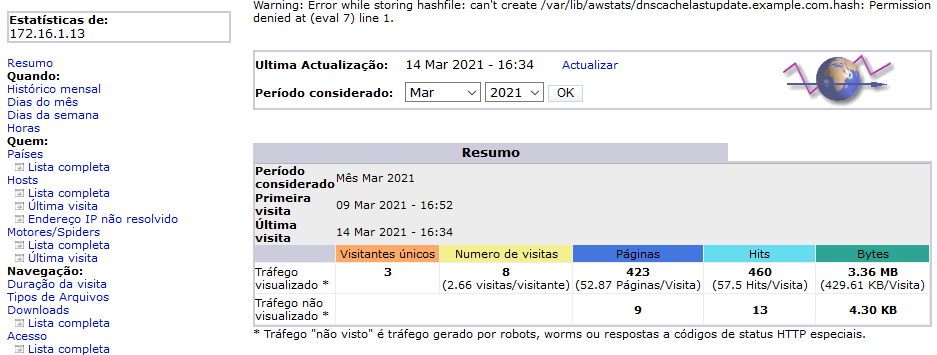 Estatísticas de:
172.16.1.13
Resumo
Quando:
Histórico mensal
Dias do mês
Dias da semana
Horas
Quem:
Países
Lista completa
Hosts
Lista completa
Última visita
Endereço IP não resolvido
Motores/Spiders
Lista completa
Última visita
Navegação:
Duração da visita
Tipos de Arquivos
Downloads
Lista completa
Acesso
Lista completa
Warning: Error while storing hashfile: can't create /var/lib/awstats/dnscachelastupdate.example.com.hash: Permission
denied at (eval 7) line 1.
Ultima Actualização: 14 Mar 2021 - 16:34 Actualizar
Período considerado: Mar 2021 OK
Resumo
Período
considerado Mês Mar 2021
Primeira
visita 09 Mar 2021 - 16:52
Última
visita 14 Mar 2021 - 16:34
Visitantes únicos Numero de visitas Páginas Hits Bytes
Tráfego
visualizado * 3 8 423 460 3.36 MB
(2.66 visitas/visitante) (52.87 Páginas/Visita) (57.5 Hits/Visita) (429.61 KB/Visita)
Tráfego não
visualizado * 9 13 4.30 KB
* Tráfego "não visto" é tráfego gerado por robots, worms ou respostas a códigos de status HTTP especiais.